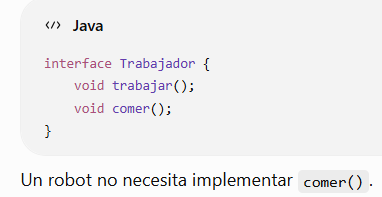 </> Java
interface Trabajador {
    void trabajar();
    void comer();
}
Un robot no necesita implementar comer().